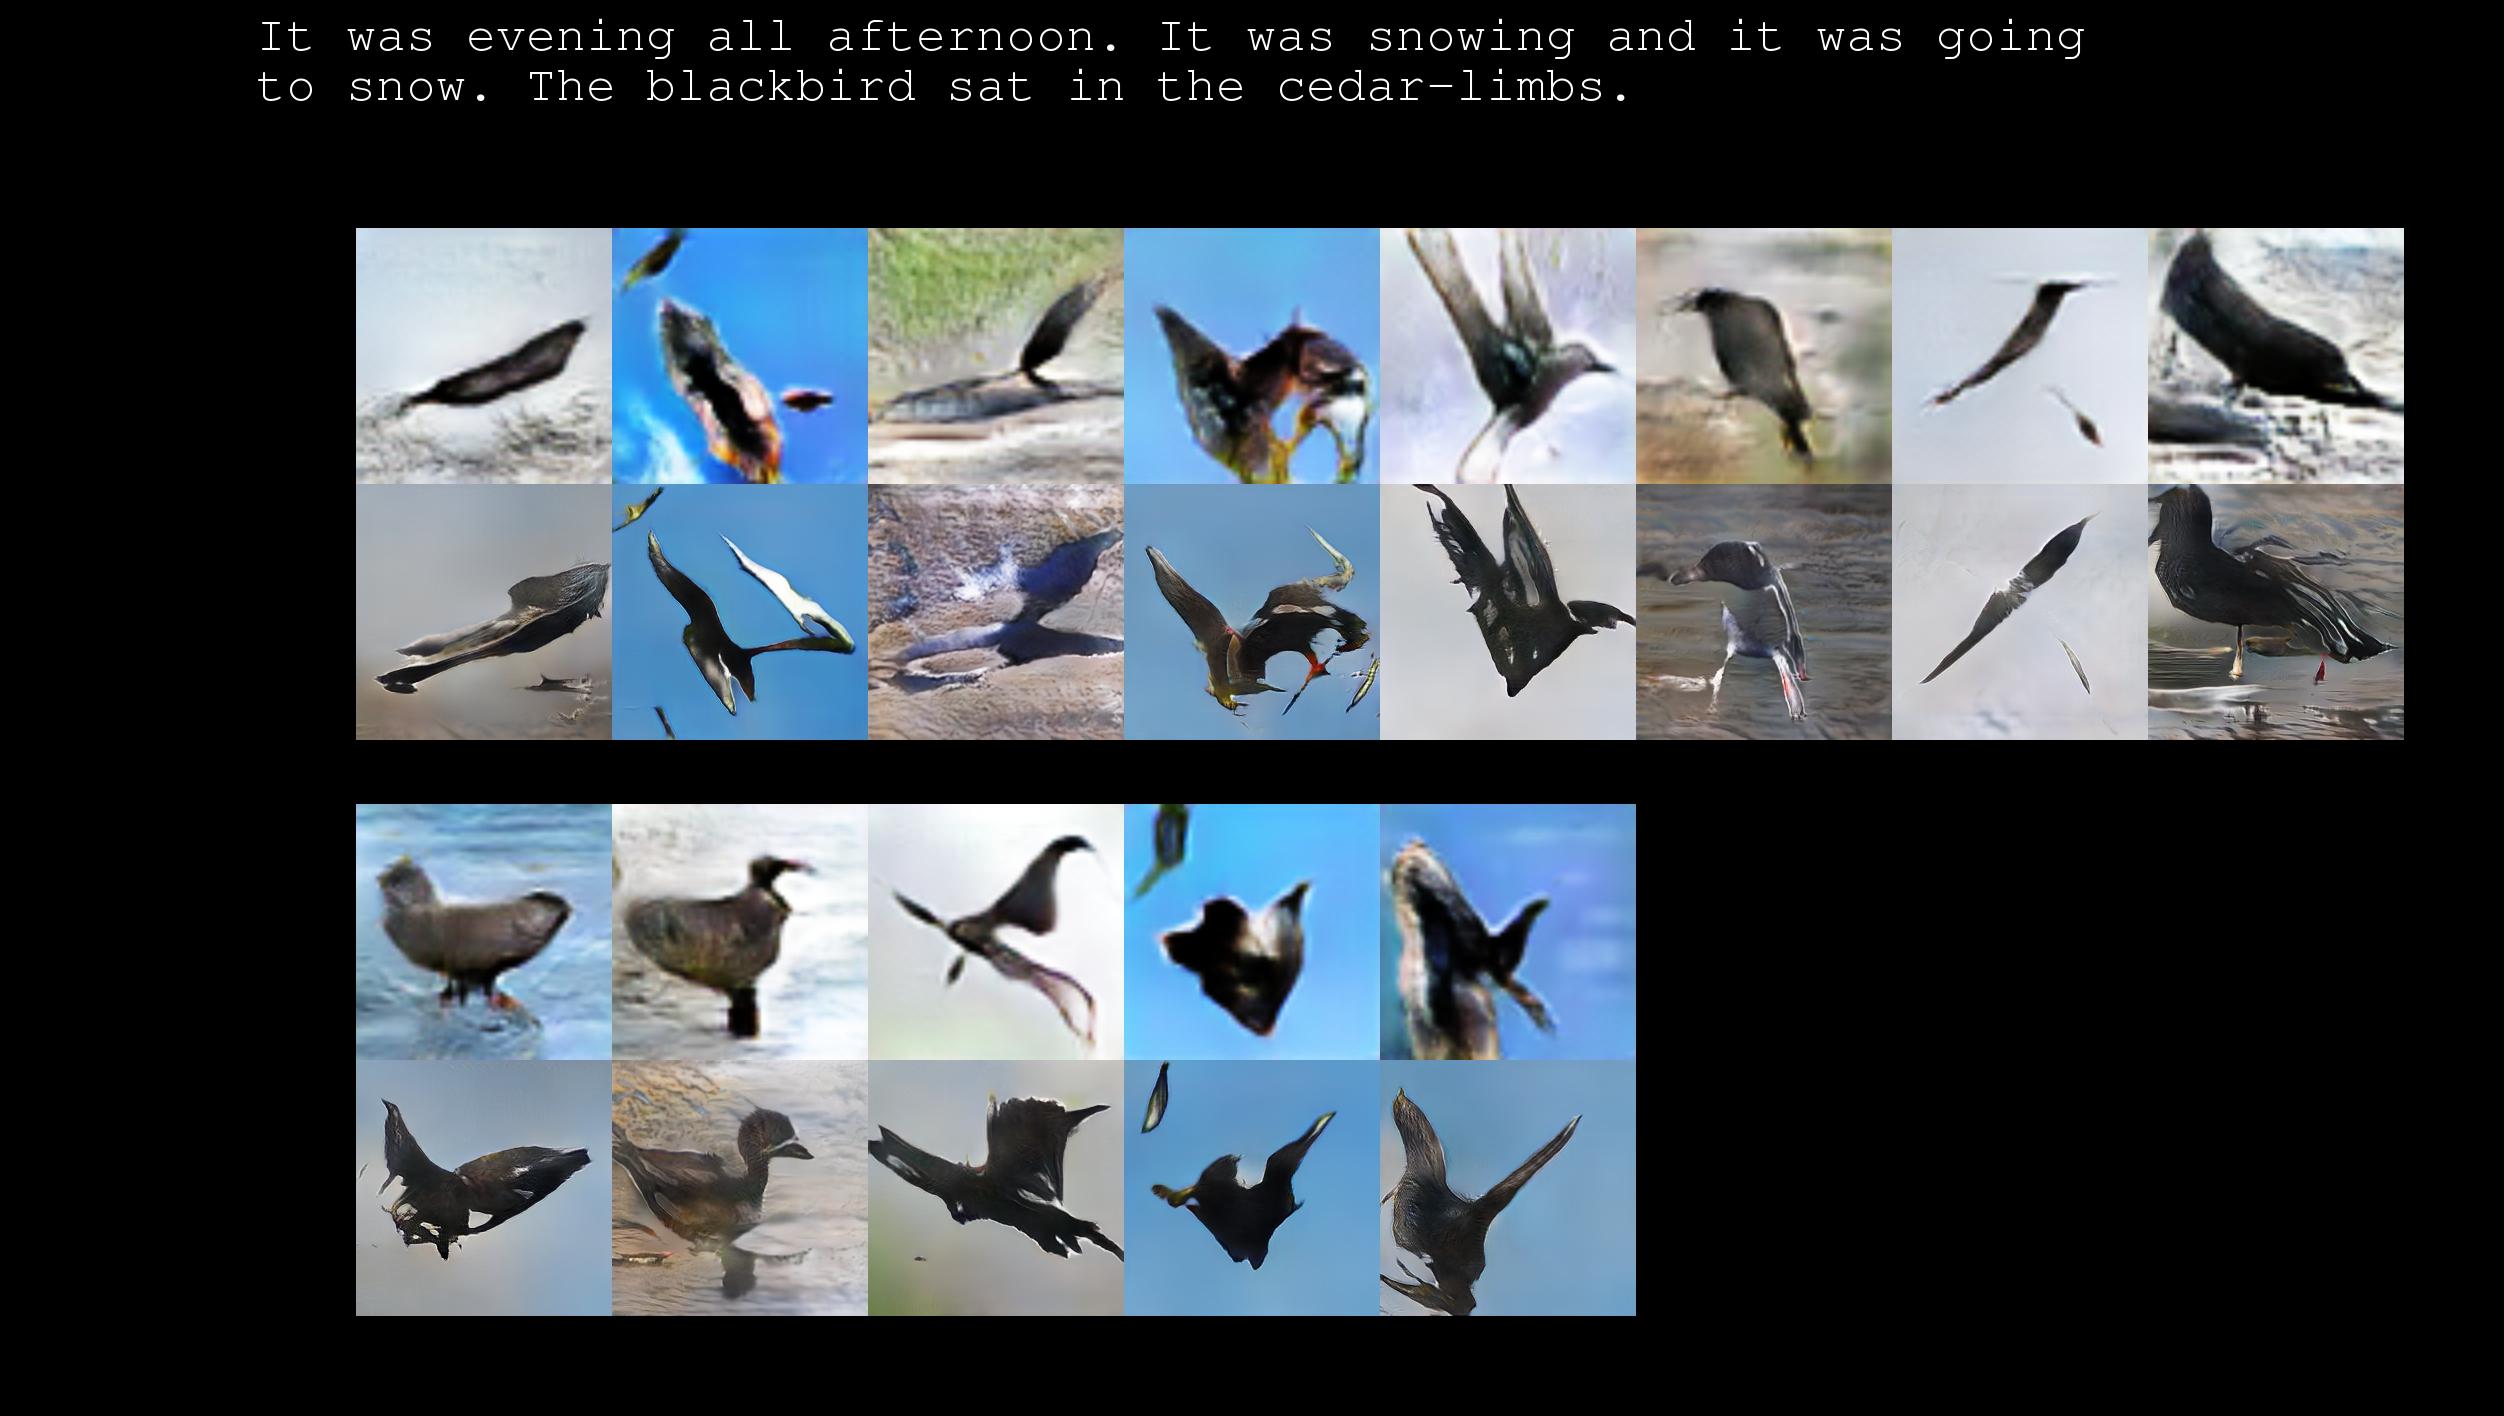 It was evening all afternoon. It was snowing and it was going
to snow. The blackbird sat in the cedar-limbs.